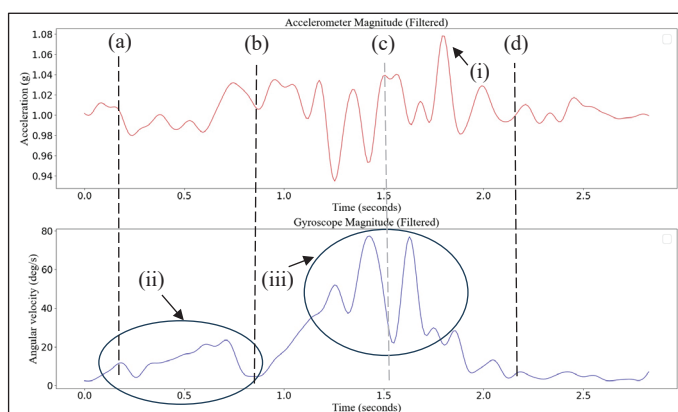 Accelerometer Magnitude (Filtered)
(a)
(b)
(c)
(d)
(i)
Acceleration (g)
1.08
1.06
1.04
1.02
1.00
0.98
0.96
0.94
0.0
0.5
1.0
1.5
2.0
2.5
Time (seconds)
Gyroscope Magnitude (Filtered)
(ii)
(iii)
Angular velocity (deg/s)
80
60
40
20
0
0.0
0.5
1.0
1.5
2.0
2.5
Time (seconds)